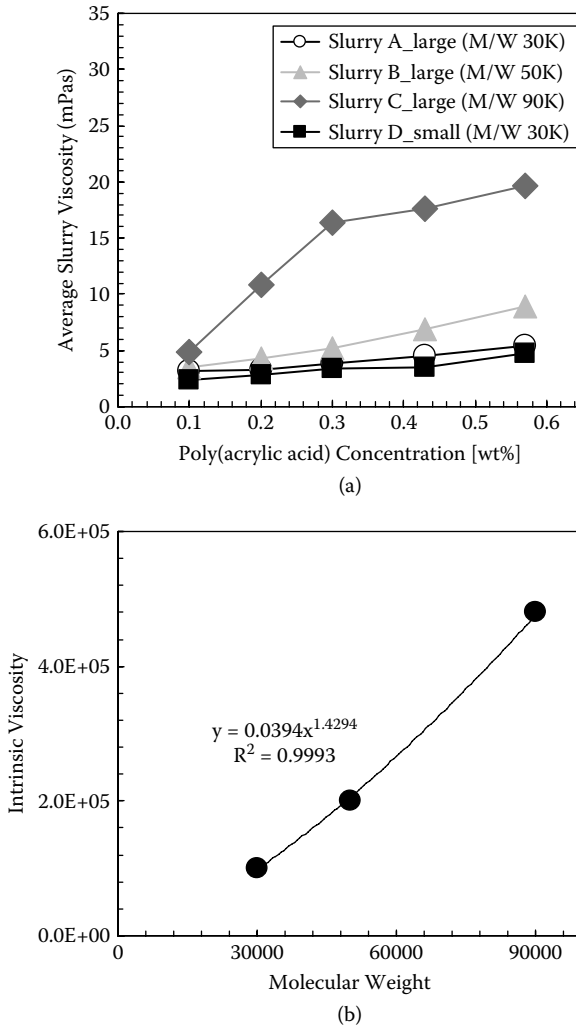 35
30
25
20
15
10
5
0
Average Slurry Viscosity (mPas)
Slurry A_large (M/W 30K)
Slurry B_large (M/W 50K)
Slurry C_large (M/W 90K)
Slurry D_small (M/W 30K)
0.0 0.1 0.2 0.3 0.4 0.5 0.6
Poly(acrylic acid) Concentration [wt%]
(a)
6.0E+05
4.0E+05
2.0E+05
0.0E+00
Intrinsic Viscosity
y = 0.0394x^1.4294
R² = 0.9993
0 30000 60000 90000
Molecular Weight
(b)